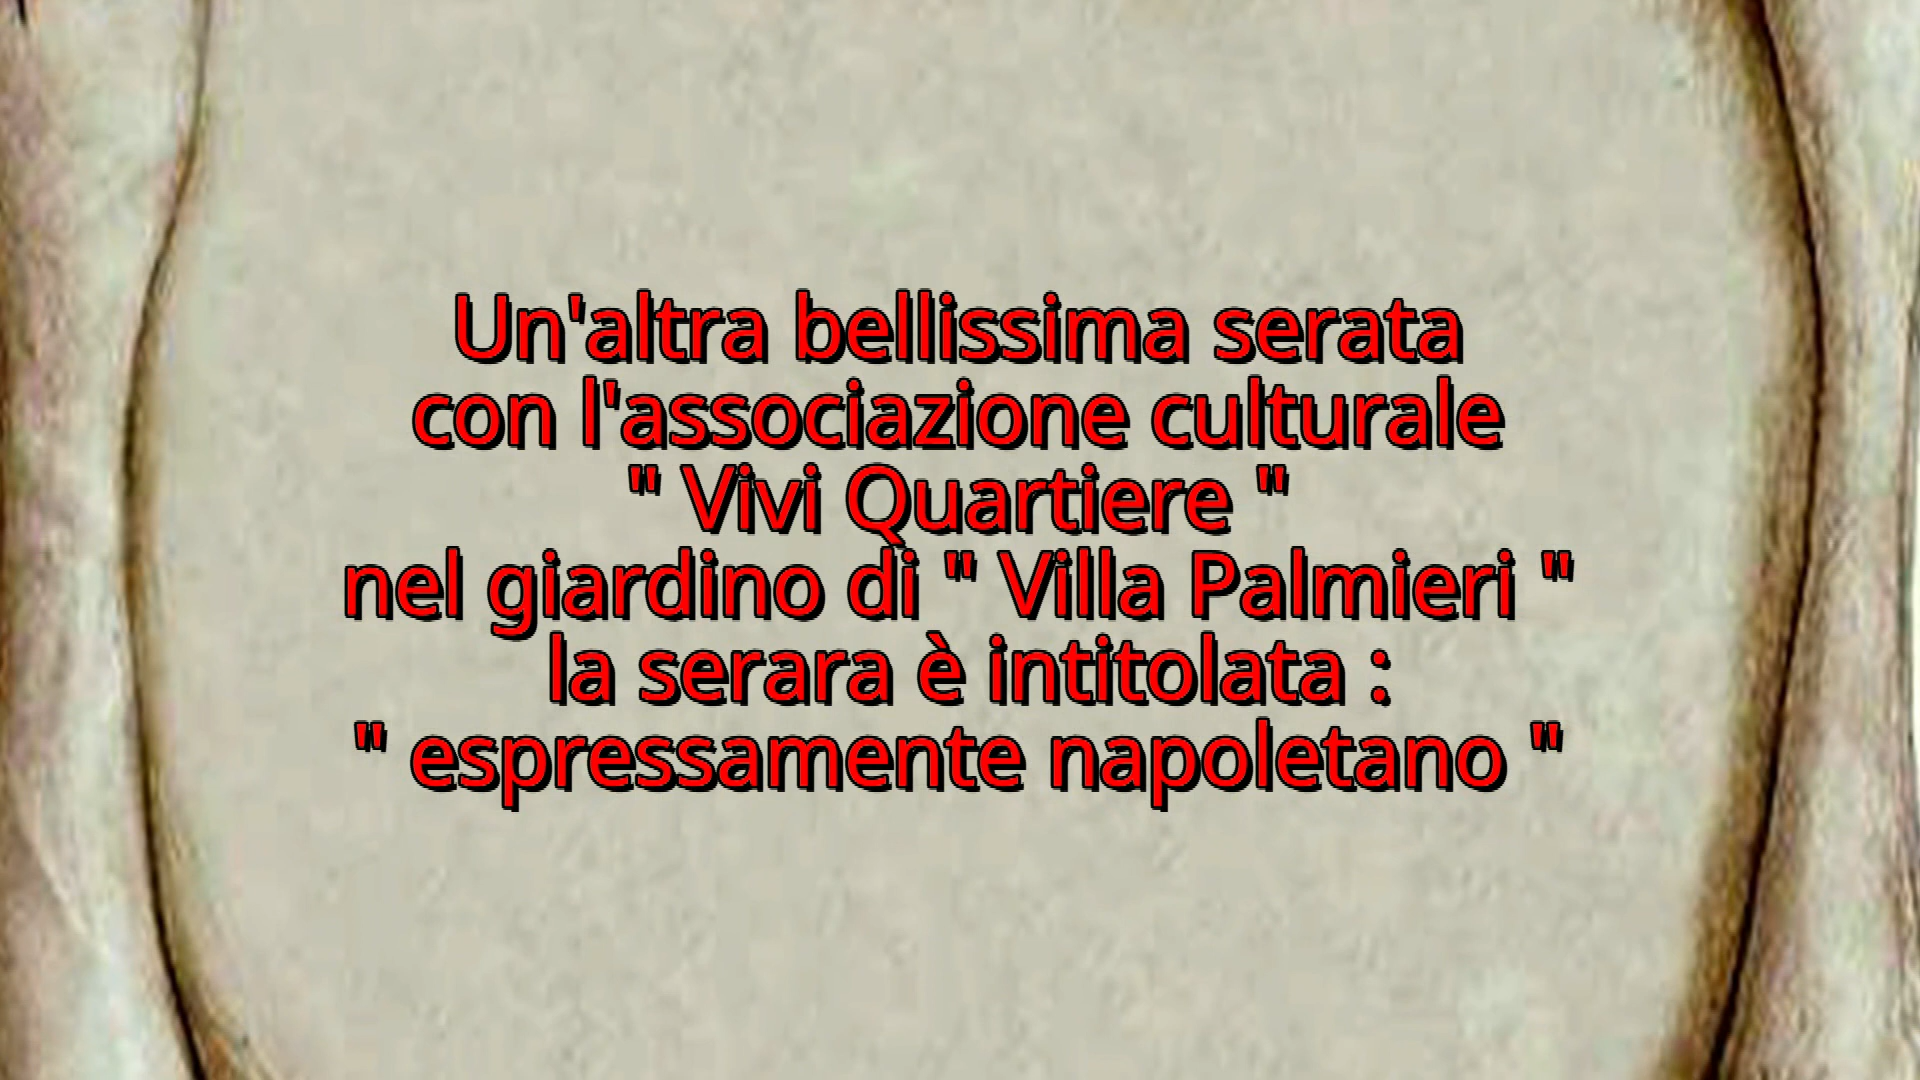 Un'altra bellissima serata
con l'associazione culturale
" Vivi Quartiere "
nel giardino di " Villa Palmieri "
la serara è intitolata :
" espressamente napoletano "